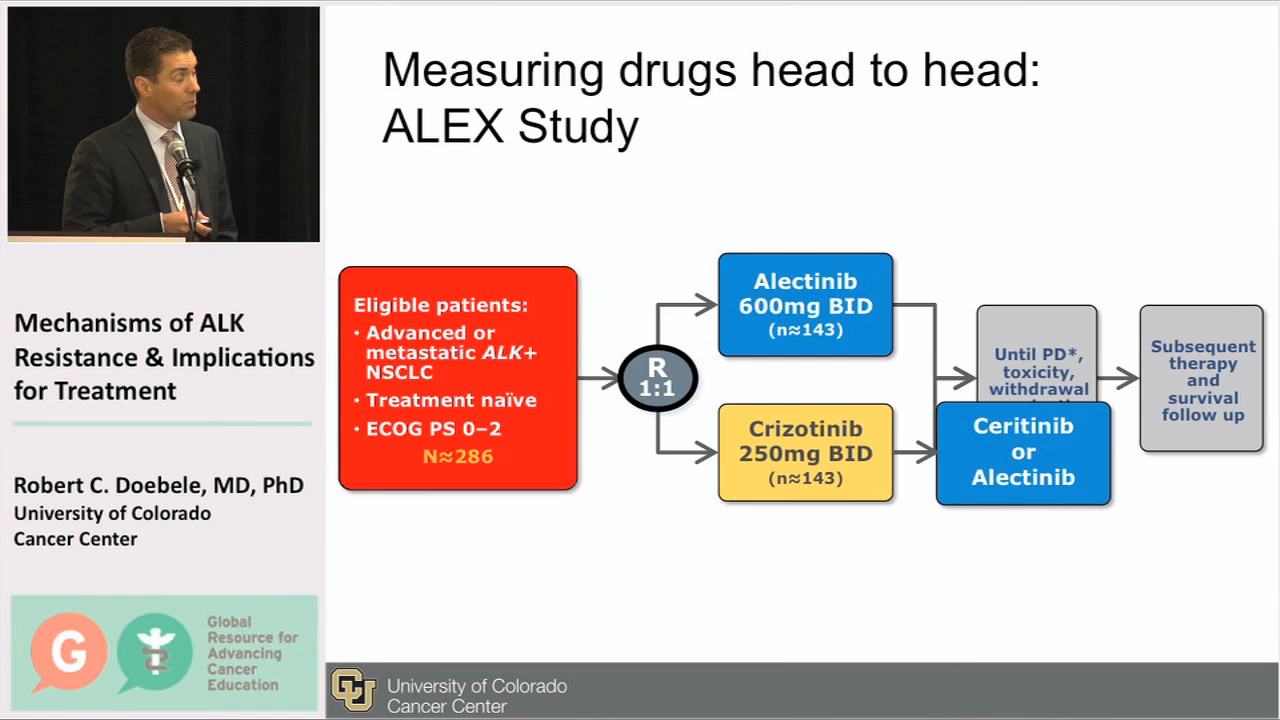 Measuring drugs head to head:
ALEX Study
Mechanisms of ALK
Resistance & Implications
for Treatment
Robert C. Doebele, MD, PhD
University of Colorado
Cancer Center
G
Global
Resource for
Advancing
Cancer
Education
Eligible patients:
• Advanced or
metastatic ALK+
NSCLC
• Treatment naïve
• ECOG PS 0–2
N≈286
R
1:1
Alectinib
600mg BID
(n≈143)
Crizotinib
250mg BID
(n≈143)
Until PD*,
toxicity,
withdrawal
Ceritinib
or
Alectinib
Subsequent
therapy
and
survival
follow up
CU
University of Colorado
Cancer Center